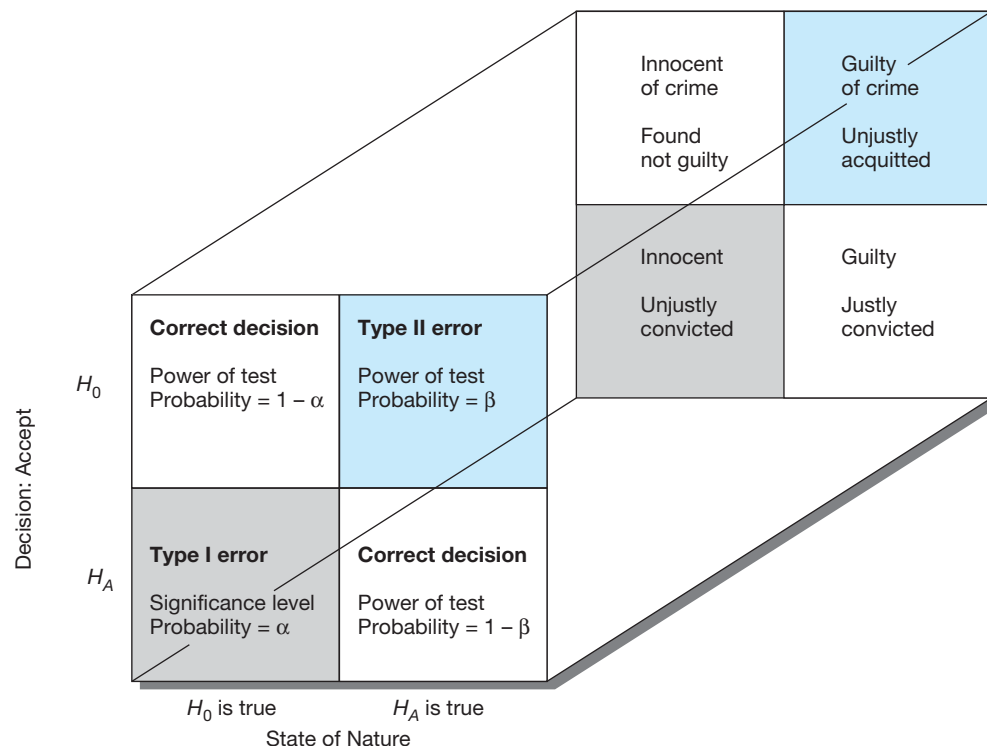 Innocent
of crime
Found
not guilty
Guilty
of crime
Unjustly
acquitted
Innocent
Unjustly
convicted
Guilty
Justly
convicted
Decision: Accept
H0
HA
Correct decision
Power of test
Probability = 1 – α
Type II error
Power of test
Probability = β
Type I error
Significance level
Probability = α
Correct decision
Power of test
Probability = 1 – β
H0 is true
HA is true
State of Nature